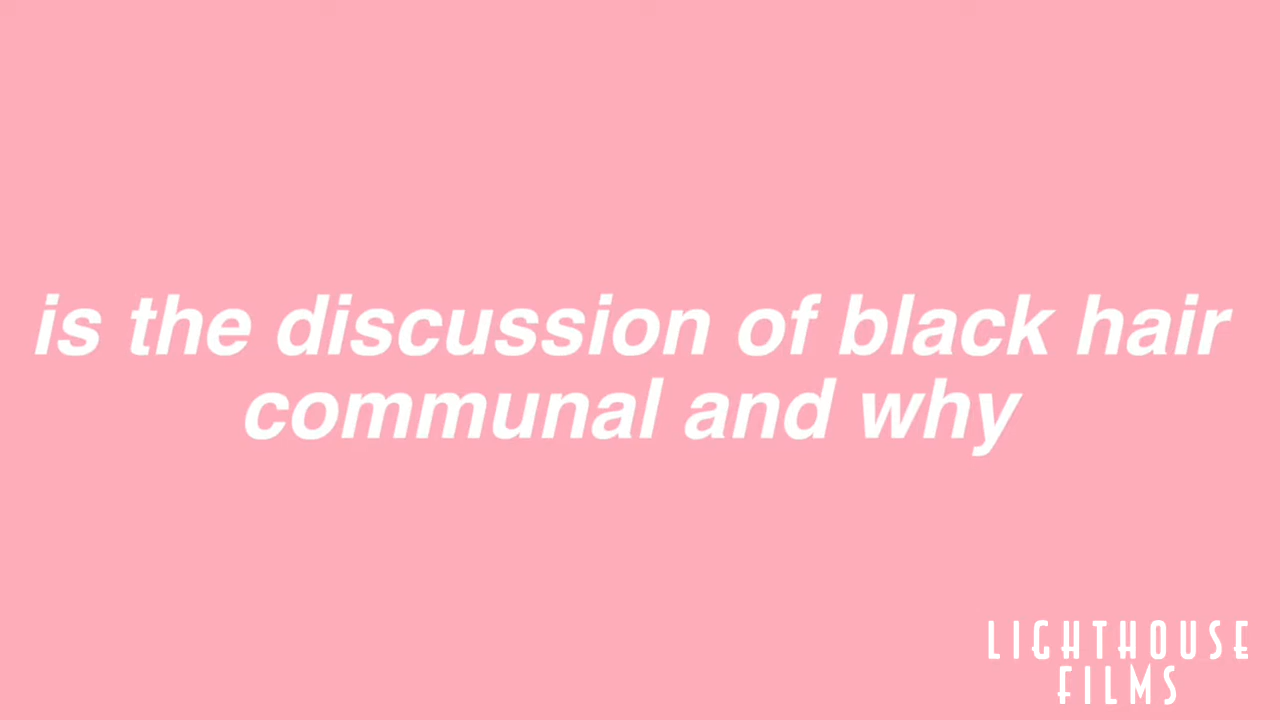 is the discussion of black hair
communal and why
LIGHTHOUSE
FILMS